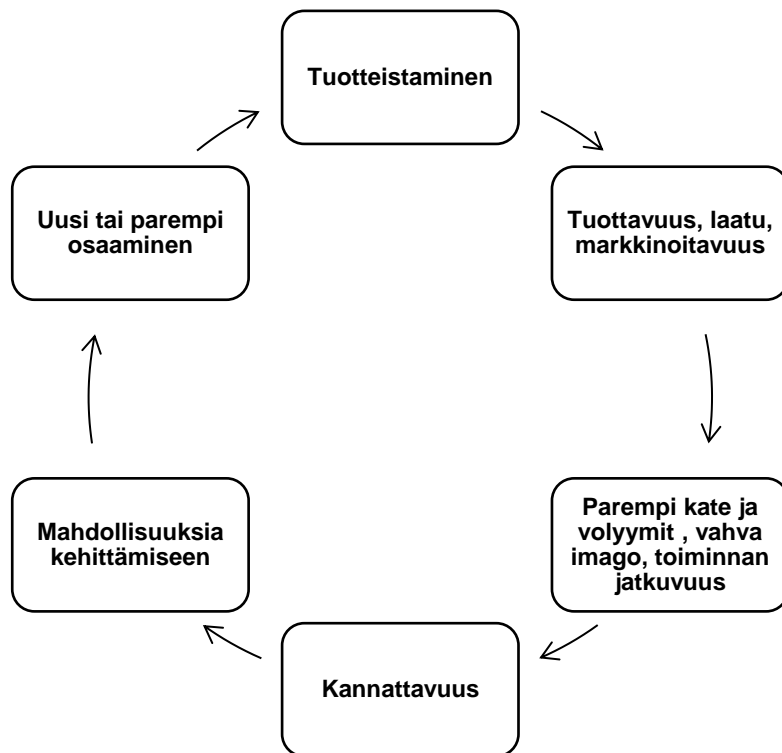 Tuotteistaminen
Tuottavuus, laatu,
markkinoitavuus
Parempi kate ja
volyymit , vahva
imago, toiminnan
jatkuvuus
Kannattavuus
Mahdollisuuksia
kehittämiseen
Uusi tai parempi
osaaminen